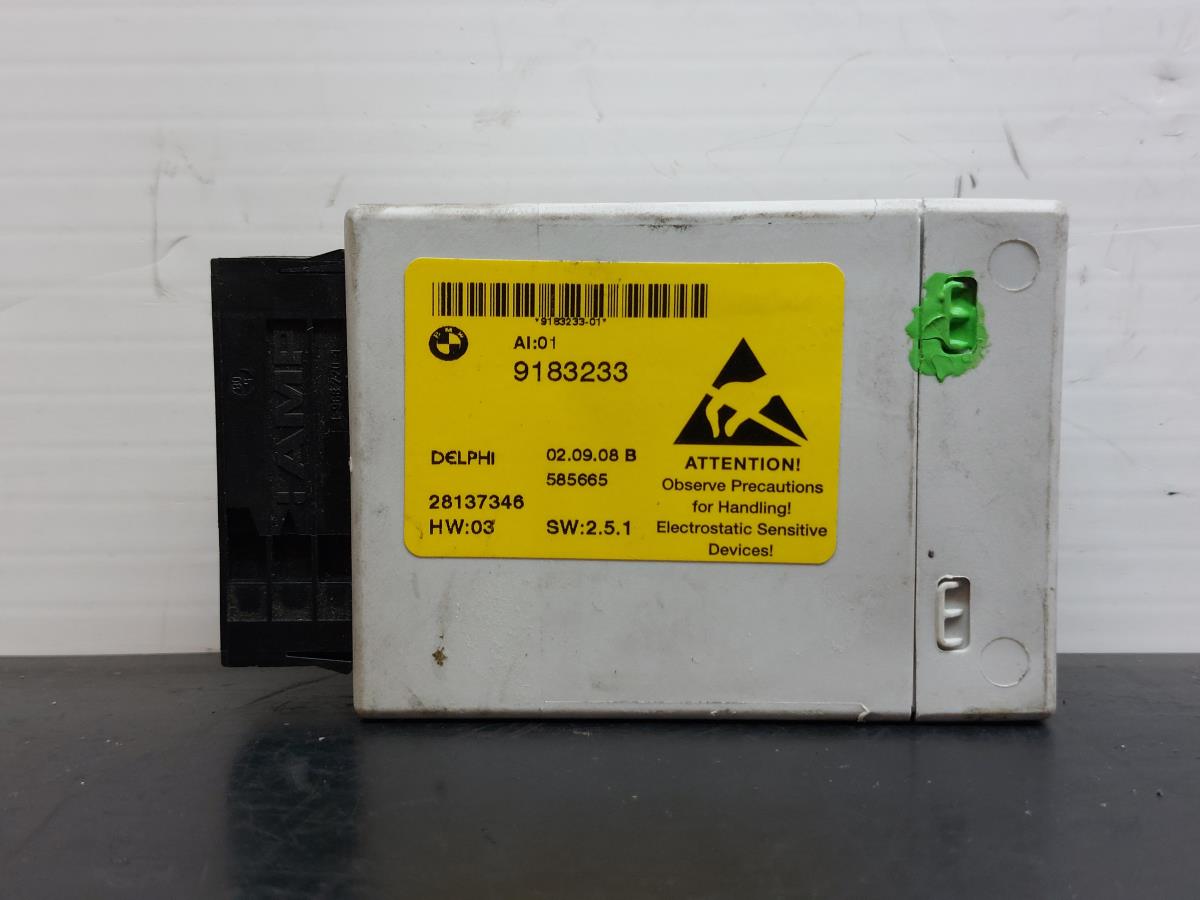 *9183233-01*
BMW
AI:01
9183233
DELPHI
02.09.08 B
585665
28137346
HW:03
SW:2.5.1
ATTENTION!
Observe Precautions
for Handling!
Electrostatic Sensitive
Devices!